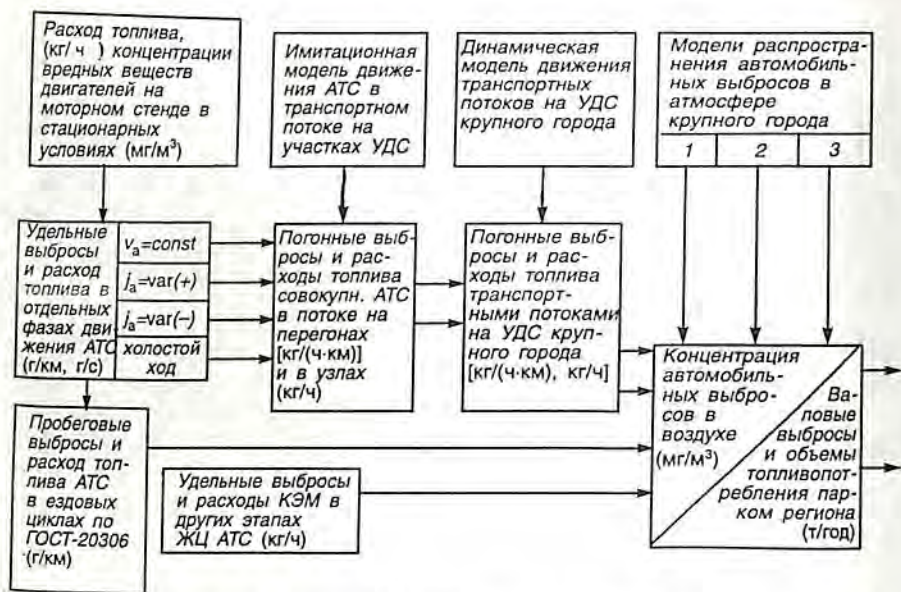 Расход топлива,
(кг/ч ) концентрации
вредных веществ
двигателей на
моторном стенде в
стационарных
условиях (мг/м³)
Имитационная
модель движе-
ния АТС в
транспортном
потоке на
участках УДС
Динамическая
модель движения
транспортных
потоков на УДС
крупного города
Модели распростра-
нения автомобиль-
ных выбросов в
атмосфере
крупного города
1
2
3
Удельные
выбросы
и расход
топлива в
отдельных
фазах дви-
жения АТС
(г/км, г/с)
vₐ=const
jₐ=var(+)
jₐ=var(–)
холостой
ход
Погонные выб-
росы и рас-
ходы топлива
совокупн. АТС
в потоке на
перегонах
[кг/(ч·км)]
и в узлах
(кг/ч)
Погонные выб-
росы и рас-
ходы топлива
транспорт-
ными потоками
на УДС круп-
ного города
[кг/(ч·км), кг/ч]
Концентрация
автомобиль-
ных выбро-
сов в
воздухе
(мг/м³)
Ва-
ловые
выбросы
и объемы
топливопот-
ребления пар-
ком региона
(т/год)
Пробеговые
выбросы и
расход топ-
лива АТС
в ездовых
циклах по
ГОСТ-20306
(г/км)
Удельные выбросы
и расходы КЭМ в
других этапах
ЖЦ АТС (кг/ч)